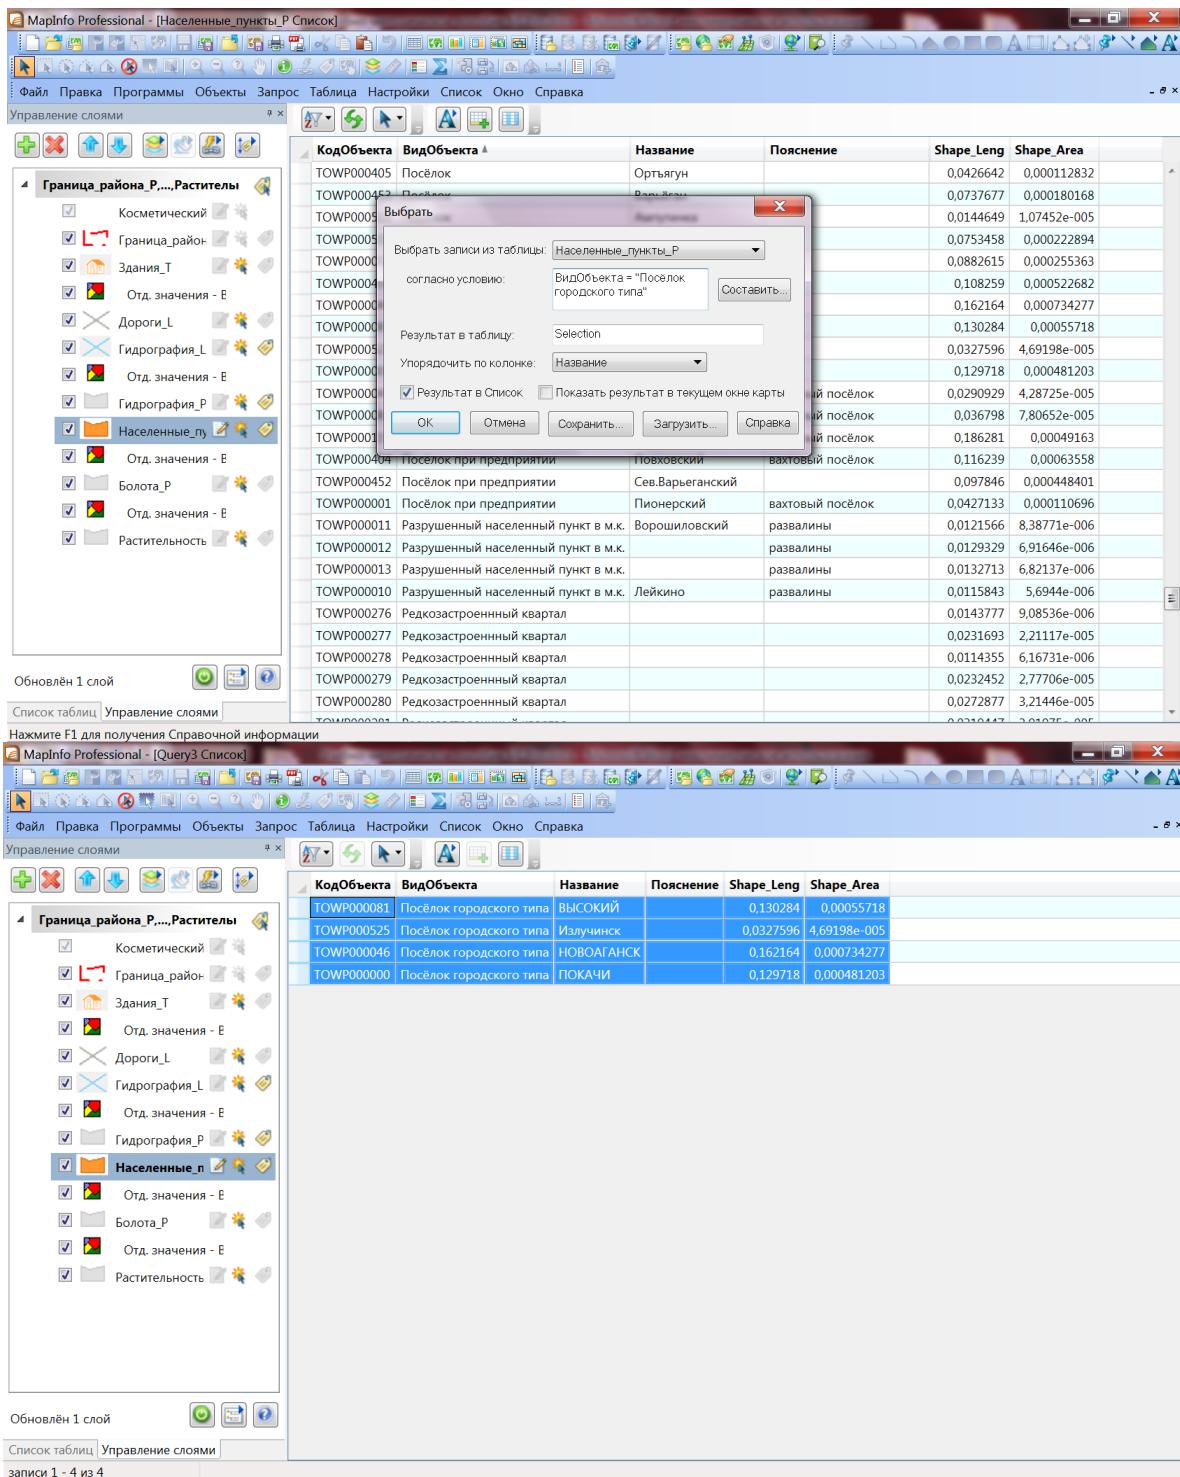 MapInfo Professional - [Населенные_пункты_P Список]
Файл Правка Программы Объекты Запрос Таблица Настройки Список Окно Справка
Управление слоями
Граница_района_P,...,Растителы
Косметический
Граница_район
Здания_T
Отд. значения - В
Дороги_L
Гидрография_L
Отд. значения - В
Гидрография_P
Населенные_пу
Отд. значения - В
Болота_P
Отд. значения - В
Растительность
Обновлён 1 слой
Список таблиц Управление слоями
Нажмите F1 для получения Справочной информации
КодОбъекта ВидОбъекта Название Пояснение Shape_Leng Shape_Area
TOWP000405 Посёлок Ортъягун 0,0426642 0,000112832
0,0737677 0,000180168
0,0144649 1,07452e-005
0,0753458 0,000222894
0,0882615 0,000255363
0,108259 0,000522682
0,162164 0,000734277
0,130284 0,00055718
0,0327596 4,69198e-005
0,129718 0,000481203
посёлок 0,0290929 4,28725e-005
посёлок 0,036798 7,80652e-005
посёлок 0,186281 0,00049163
TOWP000404 Посёлок при предприятии Повховский вахтовый посёлок 0,116239 0,00063558
TOWP000452 Посёлок при предприятии Сев.Варьеганский 0,097846 0,000448401
TOWP000001 Посёлок при предприятии Пионерский вахтовый посёлок 0,0427133 0,000110696
TOWP000011 Разрушенный населенный пункт в м.к. Ворошиловский развалины 0,0121566 8,38771e-006
TOWP000012 Разрушенный населенный пункт в м.к. развалины 0,0129329 6,91646e-006
TOWP000013 Разрушенный населенный пункт в м.к. развалины 0,0132713 6,82137e-006
TOWP000010 Разрушенный населенный пункт в м.к. Лейкино развалины 0,0115843 5,6944e-006
TOWP000276 Редкозастроеннный квартал 0,0143777 9,08536e-006
TOWP000277 Редкозастроеннный квартал 0,0231693 2,21117e-005
TOWP000278 Редкозастроеннный квартал 0,0114355 6,16731e-006
TOWP000279 Редкозастроеннный квартал 0,0232452 2,77706e-005
TOWP000280 Редкозастроеннный квартал 0,0272877 3,21446e-005
Выбрать
Выбрать записи из таблицы: Населенные_пункты_P
согласно условию: ВидОбъекта = "Посёлок
городского типа"
Составить...
Результат в таблицу: Selection
Упорядочить по колонке: Название
Результат в Список Показать результат в текущем окне карты
OK Отмена Сохранить... Загрузить... Справка
MapInfo Professional - [Query3 Список]
Файл Правка Программы Объекты Запрос Таблица Настройки Список Окно Справка
Управление слоями
Граница_района_P,...,Растителы
Косметический
Граница_район
Здания_T
Отд. значения - В
Дороги_L
Гидрография_L
Отд. значения - В
Гидрография_P
Населенные_п
Отд. значения - В
Болота_P
Отд. значения - В
Растительность
Обновлён 1 слой
Список таблиц Управление слоями
записи 1 - 4 из 4
КодОбъекта ВидОбъекта Название Пояснение Shape_Leng Shape_Area
TOWP000081 Посёлок городского типа ВЫСОКИЙ 0,130284 0,00055718
TOWP000525 Посёлок городского типа Излучинск 0,0327596 4,69198e-005
TOWP000046 Посёлок городского типа НОВОАГАНСК 0,162164 0,000734277
TOWP000000 Посёлок городского типа ПОКАЧИ 0,129718 0,000481203